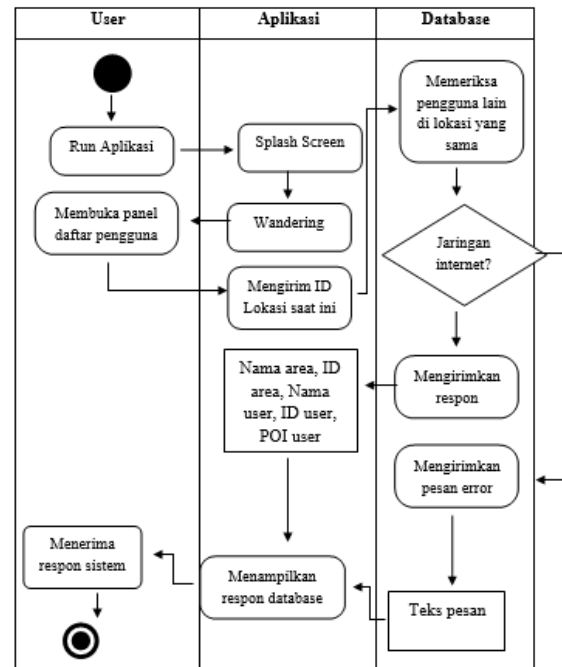 User
Aplikasi
Database
Run Aplikasi
Splash Screen
Memeriksa
pengguna lain
di lokasi yang
sama
Membuka panel
daftar pengguna
Wandering
Jaringan
internet?
Mengirim ID
Lokasi saat ini
Nama area, ID
area, Nama
user, ID user,
POI user
Mengirimkan
respon
Mengirimkan
pesan error
Menerima
respon sistem
Menampilkan
respon database
Teks pesan